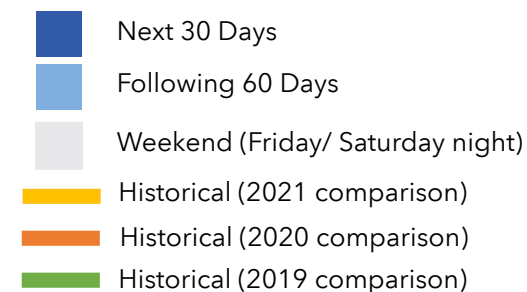 Next 30 Days
Following 60 Days
Weekend (Friday/ Saturday night)
Historical (2021 comparison)
Historical (2020 comparison)
Historical (2019 comparison)